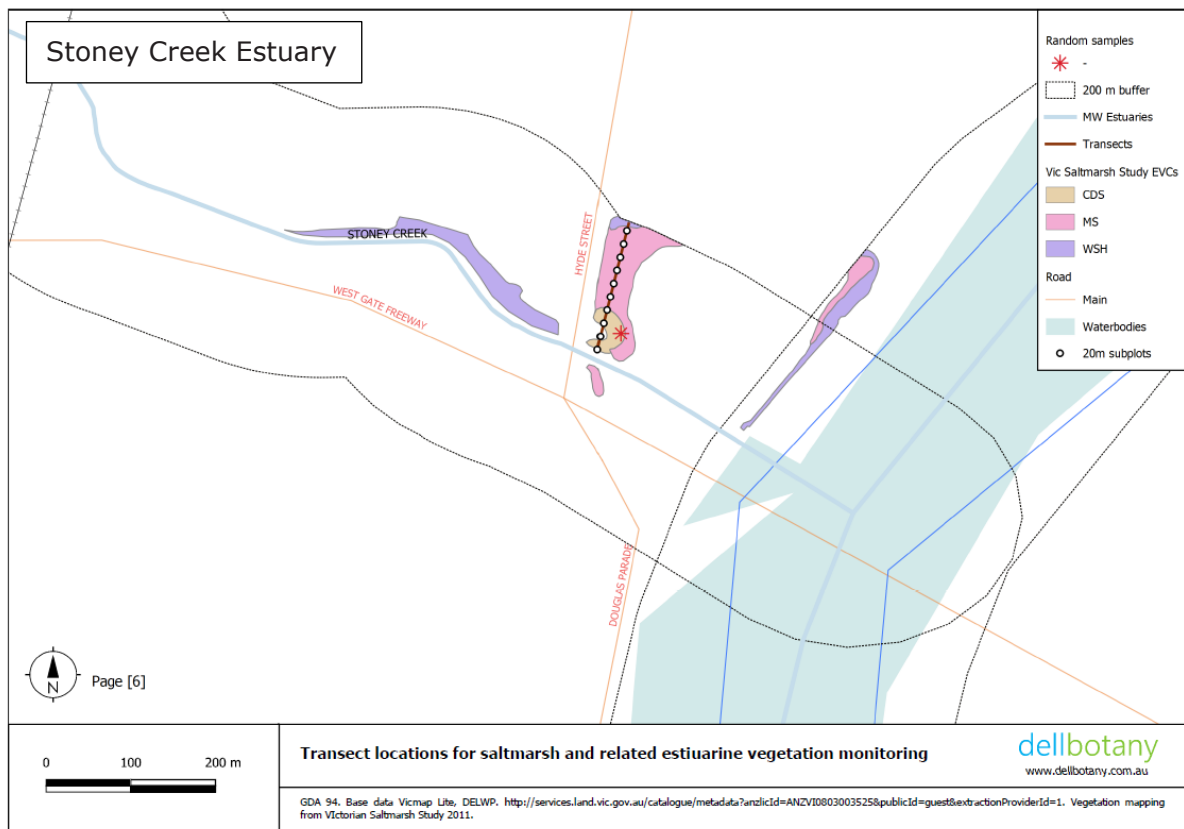 Stoney Creek Estuary
Random samples
-
200 m buffer
MW Estuaries
Transects
Vic Saltmarsh Study EVCs
CDS
MS
WSH
Road
Main
Waterbodies
20m subplots
STONEY CREEK
HYDE STREET
WEST GATE FREEWAY
DOUGLAS PARADE
N
Page [6]
0 100 200 m
Transect locations for saltmarsh and related estiuarine vegetation monitoring
dellbotany
www.dellbotany.com.au
GDA 94. Base data Vicmap Lite, DELWP. http://services.land.vic.gov.au/catalogue/metadata?anzlicId=ANZVI0803003525&publicId=guest&extractionProviderId=1. Vegetation mapping
from VIctorian Saltmarsh Study 2011.